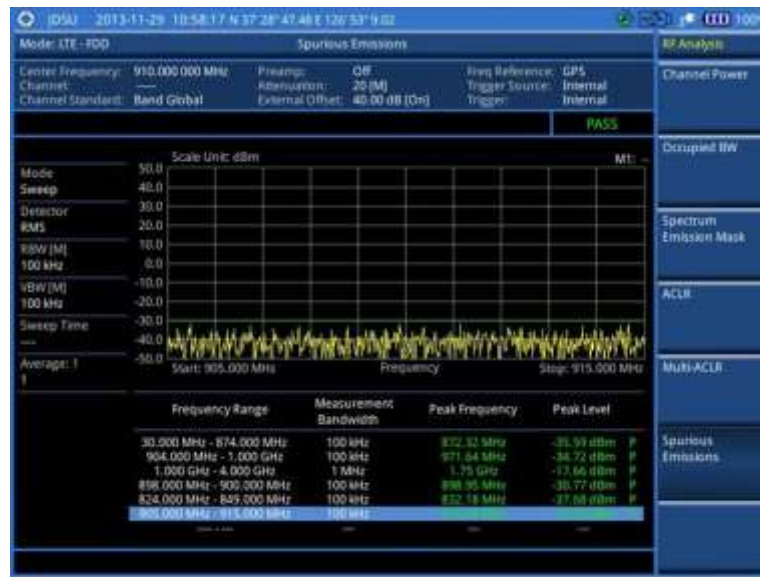 JDSU 2013-11-29 10:58:17 N 37° 28' 47.48 E 126° 53' 9.02 100%
Mode: LTE - FDD Spurious Emissions RF Analysis
Center Frequency: 910.000 000 MHz Preamp: Off Freq Reference: GPS
Channel: ---- Attenuation: 20 [M] Trigger Source: Internal
Channel Standard: Band Global External Offset: 40.00 dB [On] Trigger: Internal
PASS
Channel Power
Occupied BW
Spectrum
Emission Mask
ACLR
Multi-ACLR
Spurious
Emissions
Scale Unit: dBm M1: --
Mode
Sweep
Detector
RMS
RBW [M]
100 kHz
VBW [M]
100 kHz
Sweep Time
---
Average: 1
1
50.0
40.0
30.0
20.0
10.0
0.0
-10.0
-20.0
-30.0
-40.0
-50.0
Start: 905.000 MHz Frequency Stop: 915.000 MHz
Frequency Range Measurement Bandwidth Peak Frequency Peak Level
30.000 MHz - 874.000 MHz 100 kHz 872.32 MHz -35.59 dBm P
904.000 MHz - 1.000 GHz 100 kHz 971.64 MHz -34.72 dBm P
1.000 GHz - 4.000 GHz 1 MHz 1.75 GHz -17.66 dBm P
898.000 MHz - 900.000 MHz 100 kHz 898.95 MHz -30.77 dBm P
824.000 MHz - 849.000 MHz 100 kHz 832.18 MHz -37.68 dBm P
905.000 MHz - 915.000 MHz 100 kHz